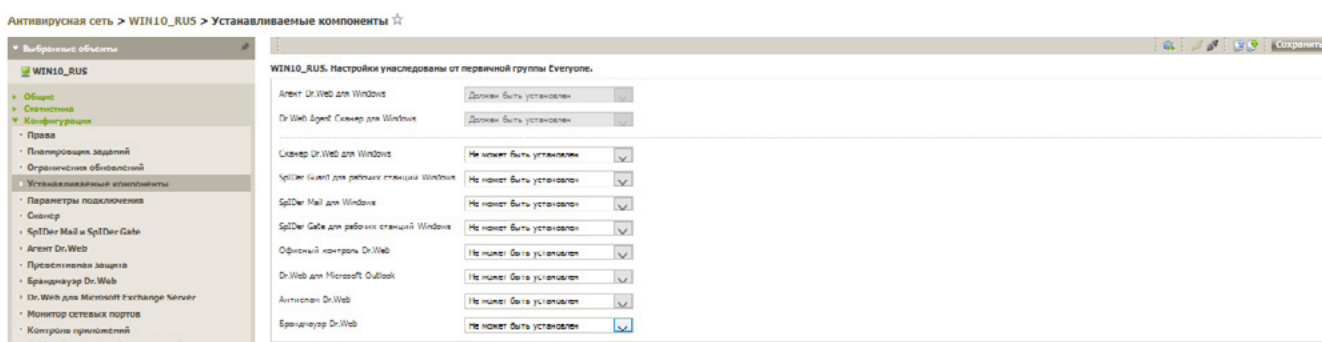 Антивирусная сеть > WIN10_RUS > Устанавливаемые компоненты
Выбранные объекты
WIN10_RUS
Общие
Статистика
Конфигурация
Права
Планировщик заданий
Ограничения обновлений
Устанавливаемые компоненты
Параметры подключения
Сканер
SpIDer Mail и SpIDer Gate
Агент Dr.Web
Превентивная защита
Брандмауэр Dr.Web
Dr.Web для Microsoft Exchange Server
Монитор сетевых портов
Контроль приложений
Сохранить
WIN10_RUS. Настройки унаследованы от первичной группы Everyone.
Агент Dr.Web для Windows Должен быть установлен
Dr.Web Agent Сканер для Windows Должен быть установлен
Сканер Dr.Web для Windows Не может быть установлен
SpIDer Guard для рабочих станций Windows Не может быть установлен
SpIDer Mail для Windows Не может быть установлен
SpIDer Gate для рабочих станций Windows Не может быть установлен
Офисный контроль Dr.Web Не может быть установлен
Dr.Web для Microsoft Outlook Не может быть установлен
Антиспам Dr.Web Не может быть установлен
Брандмауэр Dr.Web Не может быть установлен